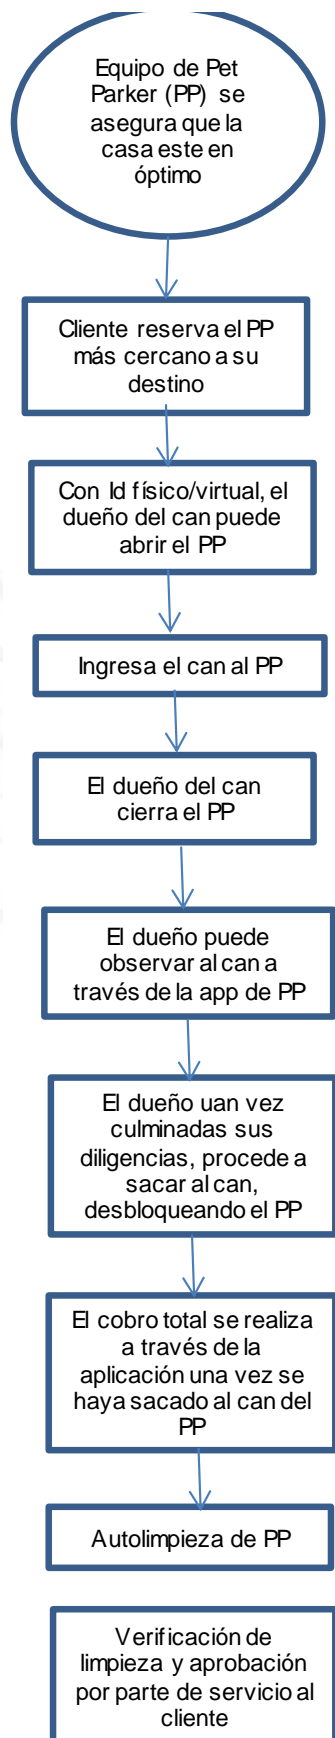 Equipo de Pet
Parker (PP) se
asegura que la
casa este en
óptimo
Cliente reserva el PP
más cercano a su
destino
Con Id físico/virtual, el
dueño del can puede
abrir el PP
Ingresa el can al PP
El dueño del can
cierra el PP
El dueño puede
observar al can a
través de la app de PP
El dueño uan vez
culminadas sus
diligencias, procede a
sacar al can,
desbloqueando el PP
El cobro total se realiza
a través de la
aplicación una vez se
haya sacado al can del
PP
Autolimpieza de PP
Verificación de
limpieza y aprobación
por parte de servicio al
cliente